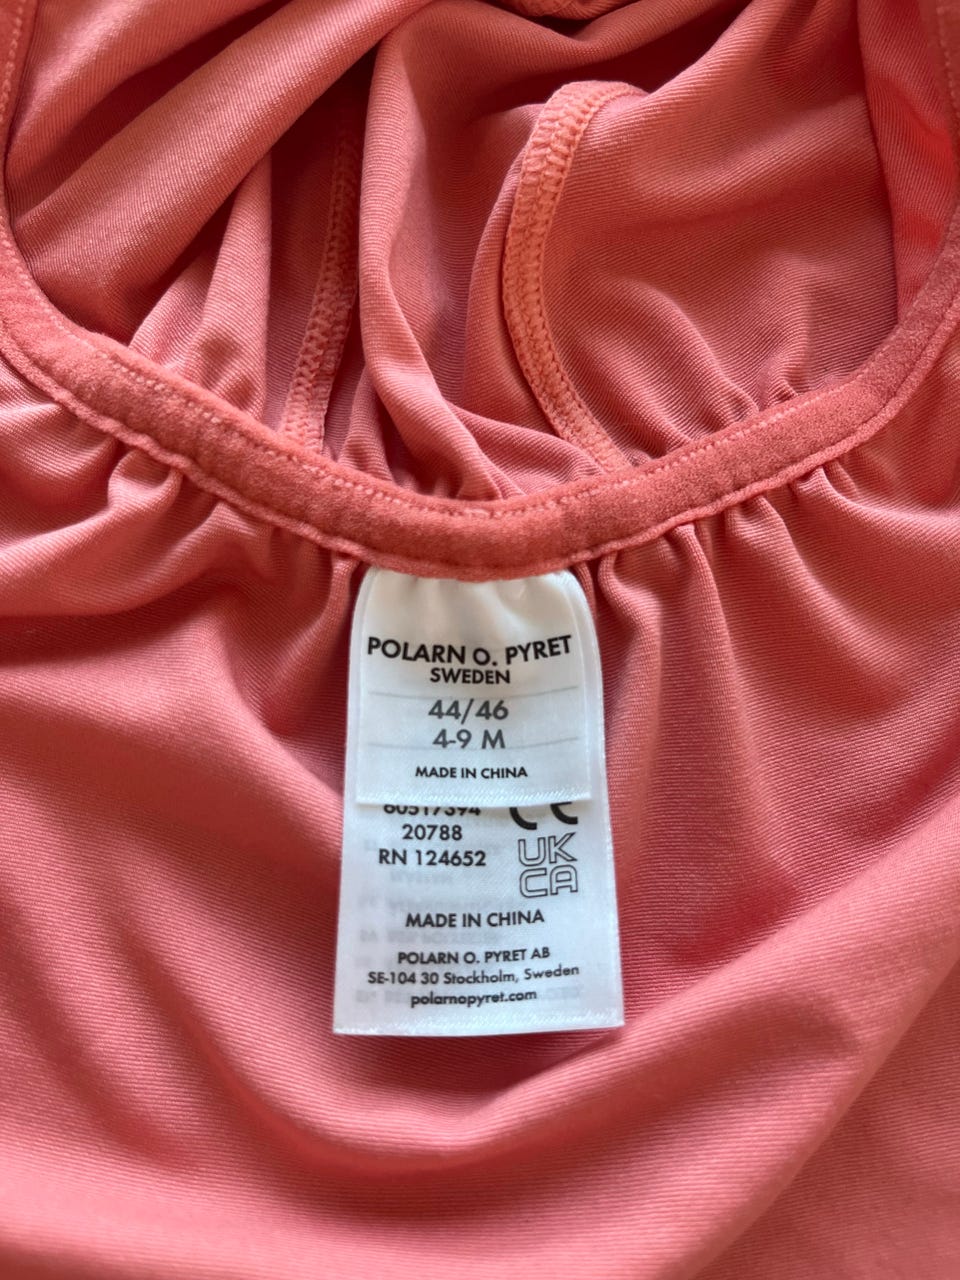 POLARN O. PYRET
SWEDEN
44/46
4-9 M
MADE IN CHINA
60517394
20788
RN 124652
UK
CA
MADE IN CHINA
POLARN O. PYRET AB
SE-104 30 Stockholm, Sweden
polarnopyret.com